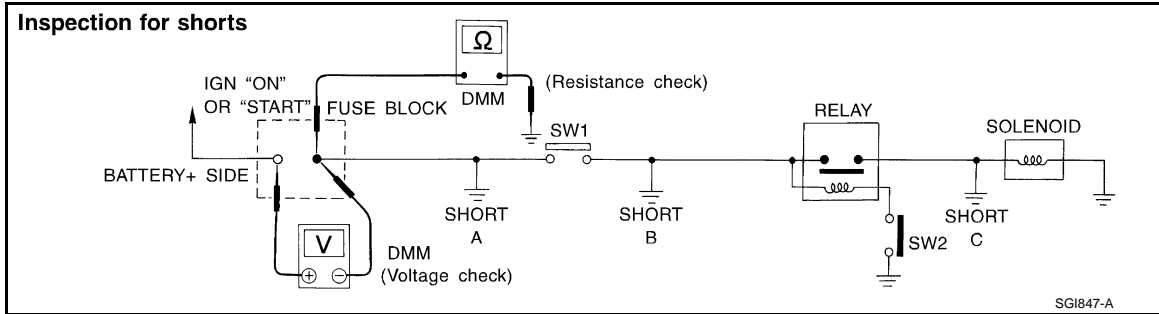 Inspection for shorts
Ω
IGN "ON"
OR "START"
FUSE BLOCK
DMM
(Resistance check)
SW1
RELAY
SOLENOID
BATTERY+ SIDE
SHORT
A
SHORT
B
SHORT
C
SW2
V
+ −
DMM
(Voltage check)
SGI847-A